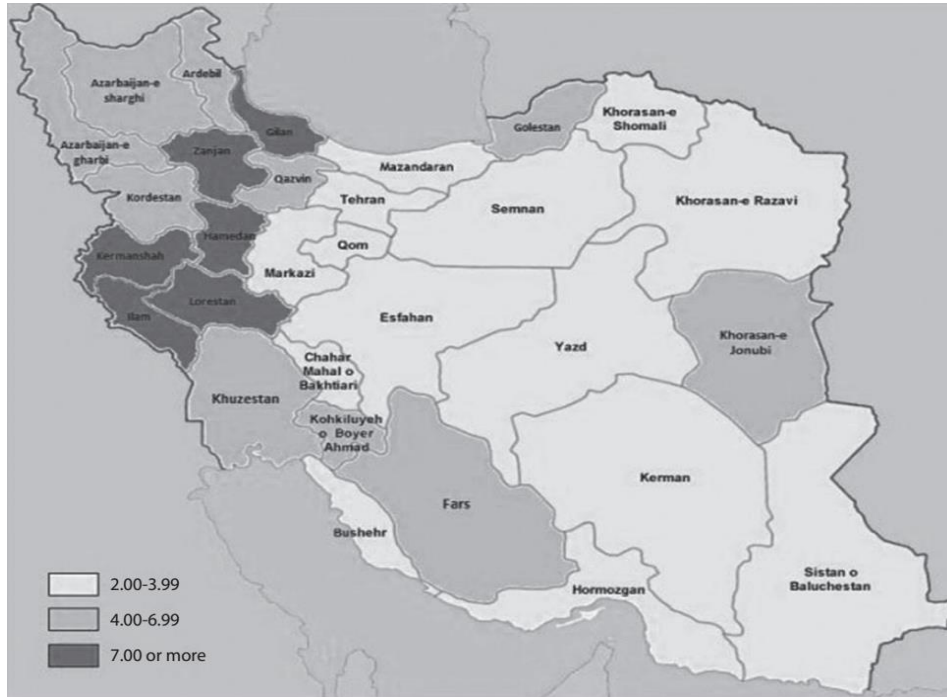 Ardebil
Azarbaijan-e
sharghi
Khorasan-e
Shomali
Golestan
Gilan
Azarbaijan-e
gharbi
Zanjan
Mazandaran
Qazvin
Kordestan
Tehran
Khorasan-e Razavi
Semnan
Hamedan
Qom
Kermanshah
Markazi
Lorestan
Ilam
Esfahan
Khorasan-e
Jonubi
Yazd
Chahar
Mahal o
Bakhtiari
Khuzestan
Kohkiluyeh
o Boyer
Ahmad
Kerman
Fars
Bushehr
Sistan o
Baluchestan
Hormozgan
2.00-3.99
4.00-6.99
7.00 or more